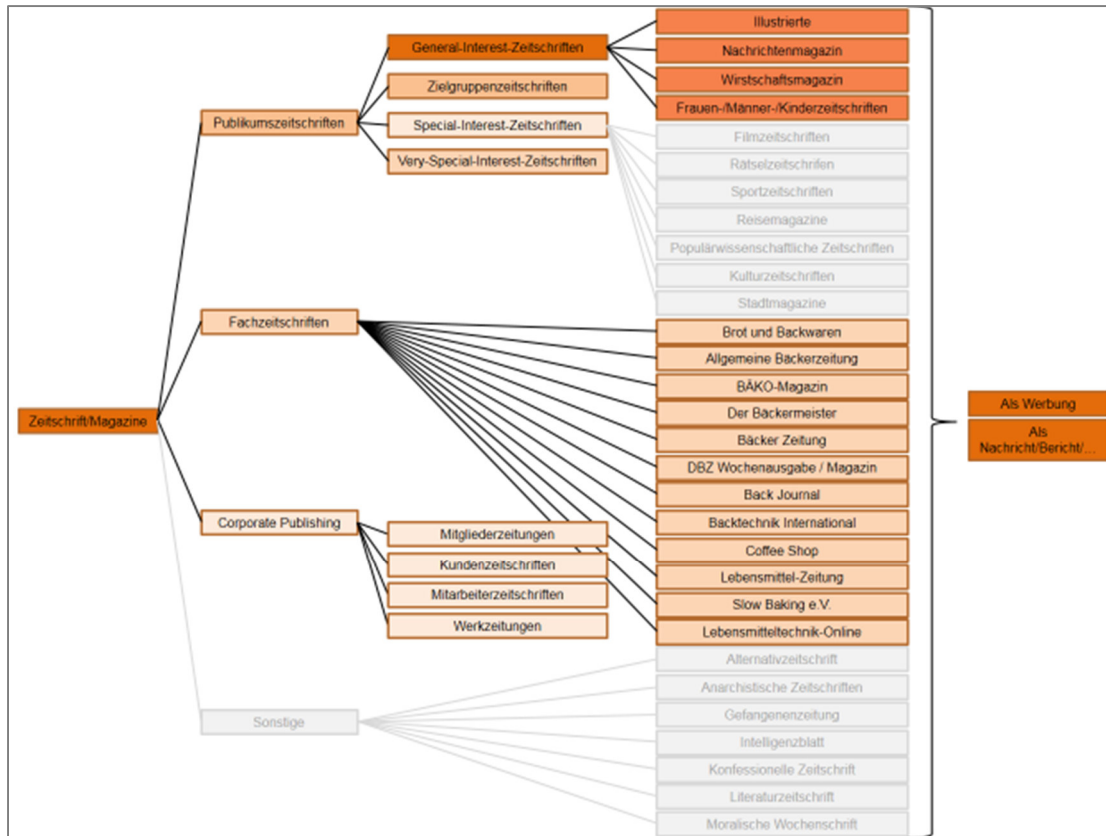 Zeitschrift/Magazine
Publikumszeitschriften
General-Interest-Zeitschriften
Illustrierte
Nachrichtenmagazin
Wirstschaftsmagazin
Frauen-/Männer-/Kinderzeitschriften
Zielgruppenzeitschriften
Special-Interest-Zeitschriften
Filmzeitschriften
Rätselzeitschrifen
Sportzeitschriften
Reisemagazine
Populärwissenschaftliche Zeitschriften
Kulturzeitschriften
Stadtmagazine
Very-Special-Interest-Zeitschriften
Fachzeitschriften
Brot und Backwaren
Allgemeine Bäckerzeitung
BÄKO-Magazin
Der Bäckermeister
Bäcker Zeitung
DBZ Wochenausgabe / Magazin
Back Journal
Backtechnik International
Coffee Shop
Lebensmittel-Zeitung
Slow Baking e.V.
Lebensmitteltechnik-Online
Corporate Publishing
Mitgliederzeitungen
Kundenzeitschriften
Mitarbeiterzeitschriften
Werkzeitungen
Sonstige
Alternativzeitschrift
Anarchistische Zeitschriften
Gefangenenzeitung
Intelligenzblatt
Konfessionelle Zeitschrift
Literaturzeitschrift
Moralische Wochenschrift
Als Werbung
Als
Nachricht/Bericht/...